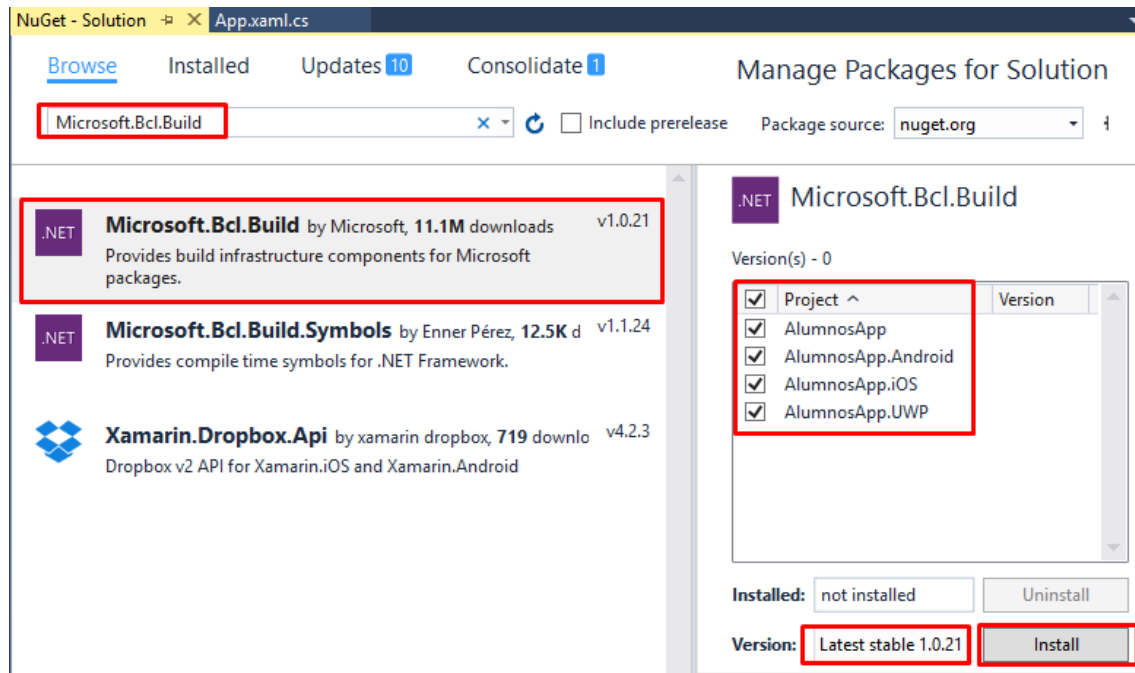 NuGet - Solution
App.xaml.cs
Browse Installed Updates 10 Consolidate 1
Manage Packages for Solution
Microsoft.Bcl.Build
Include prerelease
Package source: nuget.org
.NET
Microsoft.Bcl.Build by Microsoft, 11.1M downloads v1.0.21
Provides build infrastructure components for Microsoft
packages.
.NET
Microsoft.Bcl.Build.Symbols by Enner Pérez, 12.5K d v1.1.24
Provides compile time symbols for .NET Framework.
Xamarin.Dropbox.Api by xamarin dropbox, 719 downlo v4.2.3
Dropbox v2 API for Xamarin.iOS and Xamarin.Android
.NET
Microsoft.Bcl.Build
Version(s) - 0
Project Version
AlumnosApp
AlumnosApp.Android
AlumnosApp.iOS
AlumnosApp.UWP
Installed: not installed Uninstall
Version: Latest stable 1.0.21 Install